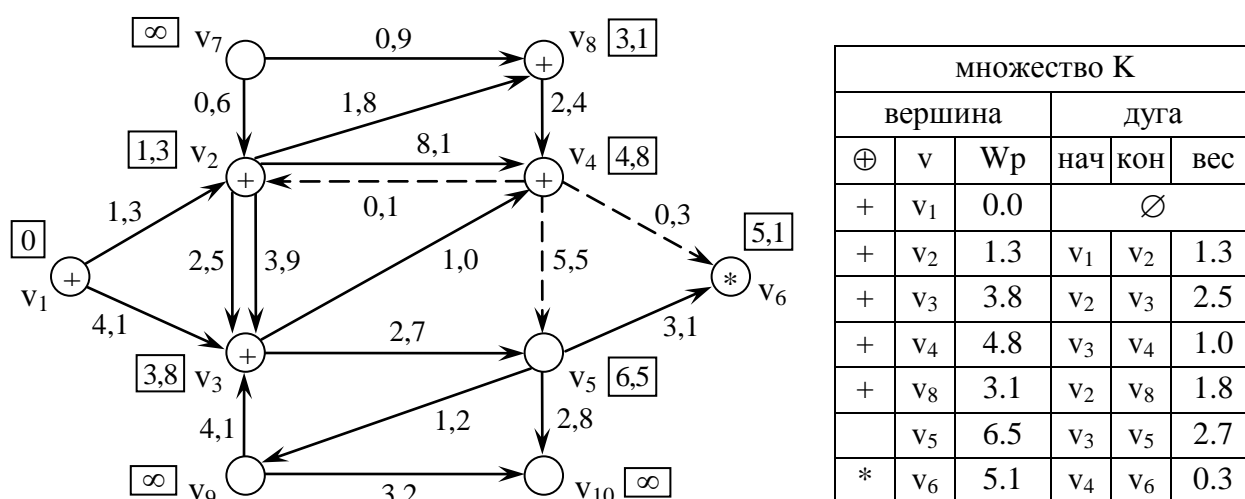 ∞ v7 0,9 v8 3,1
0,6 1,8 + 2,4
1,3 v2 8,1 v4 4,8
+ 0,1 +
1,3 0,3
0 2,5 3,9 1,0 5,5 5,1
+ v1 * v6
4,1 2,7 3,1
3,8 v3 + v5 6,5
4,1 1,2 2,8
∞ v9 3,2 v10 ∞
множество K
вершина дуга
⊕ v Wp нач кон вес
+ v1 0.0 ∅
+ v2 1.3 v1 v2 1.3
+ v3 3.8 v2 v3 2.5
+ v4 4.8 v3 v4 1.0
+ v8 3.1 v2 v8 1.8
v5 6.5 v3 v5 2.7
* v6 5.1 v4 v6 0.3